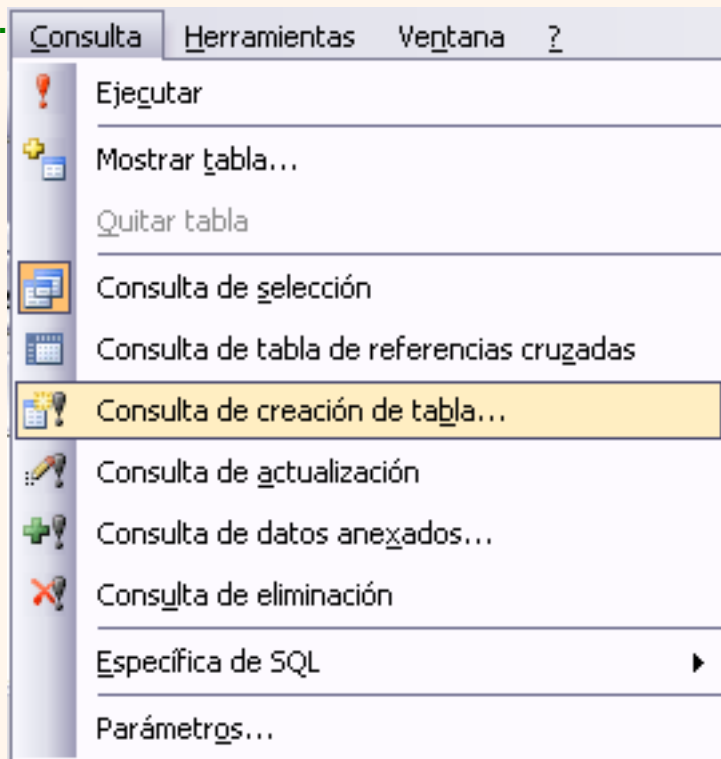 Consulta Herramientas Ventana ?
Ejecutar
Mostrar tabla...
Quitar tabla
Consulta de selección
Consulta de tabla de referencias cruzadas
Consulta de creación de tabla...
Consulta de actualización
Consulta de datos anexados...
Consulta de eliminación
Específica de SQL
Parámetros...